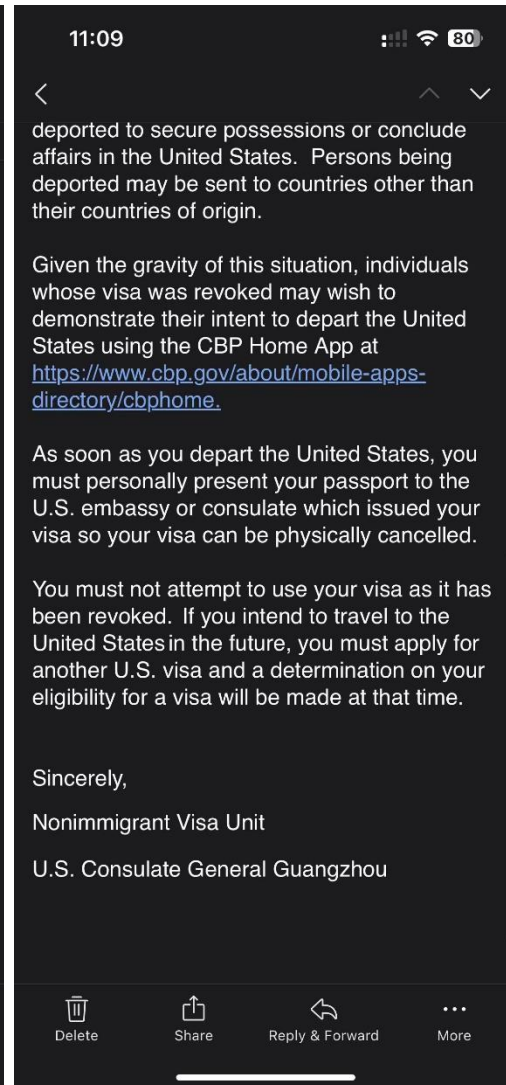 11:09
80
deported to secure possessions or conclude
affairs in the United States.  Persons being
deported may be sent to countries other than
their countries of origin.
Given the gravity of this situation, individuals
whose visa was revoked may wish to
demonstrate their intent to depart the United
States using the CBP Home App at
https://www.cbp.gov/about/mobile-apps-
directory/cbphome.
As soon as you depart the United States, you
must personally present your passport to the
U.S. embassy or consulate which issued your
visa so your visa can be physically cancelled.
You must not attempt to use your visa as it has
been revoked.  If you intend to travel to the
United States in the future, you must apply for
another U.S. visa and a determination on your
eligibility for a visa will be made at that time.
Sincerely,
Nonimmigrant Visa Unit
U.S. Consulate General Guangzhou
Delete
Share
Reply & Forward
More